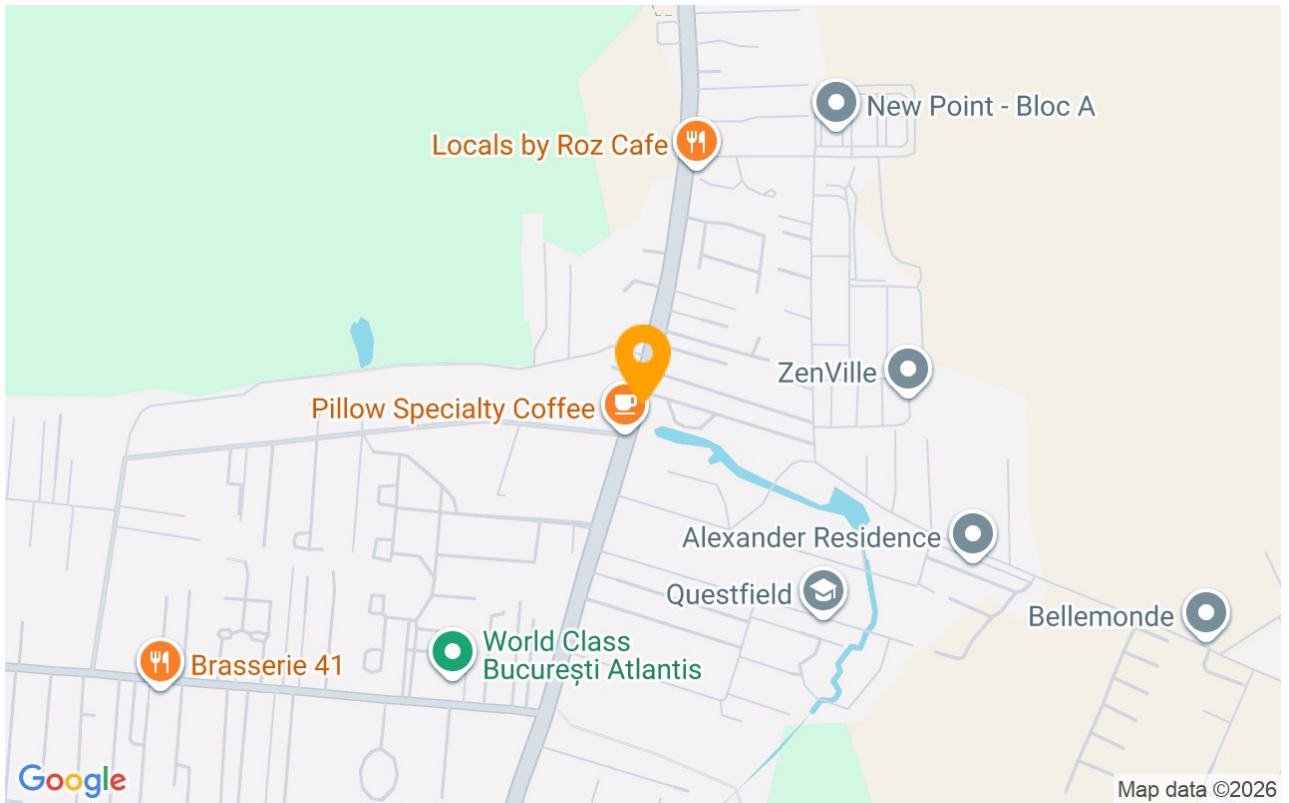 New Point - Bloc A
Locals by Roz Cafe
ZenVille
Pillow Specialty Coffee
Alexander Residence
Questfield
Bellemonde
World Class
București Atlantis
Brasserie 41
Google
Map data ©2026